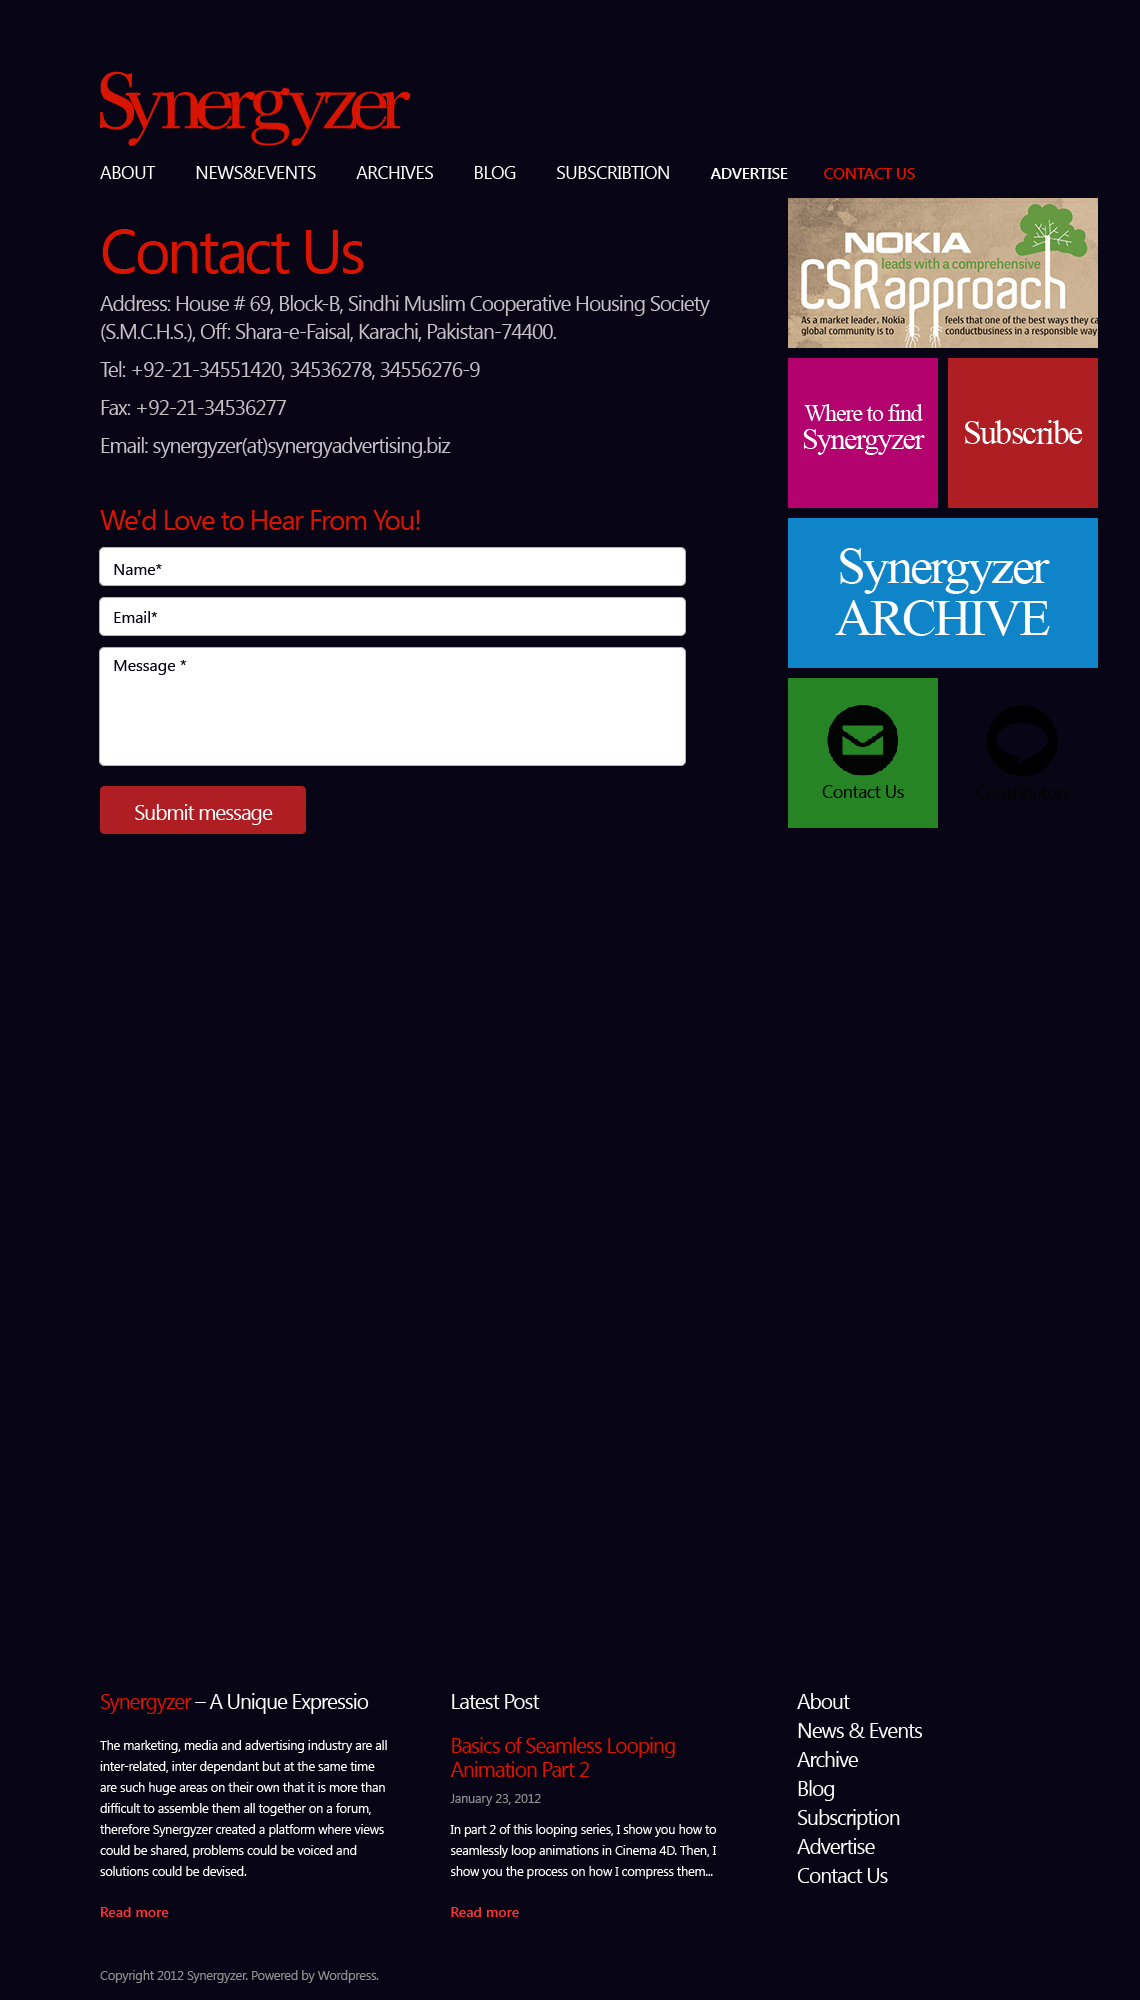 Synergyzer
ABOUT NEWS&EVENTS ARCHIVES BLOG SUBSCRIBTION ADVERTISE CONTACT US
Contact Us
Address: House # 69, Block-B, Sindhi Muslim Cooperative Housing Society
(S.M.C.H.S.), Off: Shara-e-Faisal, Karachi, Pakistan-74400.
Tel: +92-21-34551420, 34536278, 34556276-9
Fax: +92-21-34536277
Email: synergyzer(at)synergyadvertising.biz
We'd Love to Hear From You!
Name*
Email*
Message *
Submit message
NOKIA
leads with a comprehensive
CSR approach
As a market leader, Nokia
global community is to
feels that one of the best ways they ca
conductbusiness in a responsible way
Where to find
Synergyzer
Subscribe
Synergyzer
ARCHIVE
Contact Us
Contributors
Synergyzer – A Unique Expressio
The marketing, media and advertising industry are all
inter-related, inter dependant but at the same time
are such huge areas on their own that it is more than
difficult to assemble them all together on a forum,
therefore Synergyzer created a platform where views
could be shared, problems could be voiced and
solutions could be devised.
Read more
Latest Post
Basics of Seamless Looping
Animation Part 2
January 23, 2012
In part 2 of this looping series, I show you how to
seamlessly loop animations in Cinema 4D. Then, I
show you the process on how I compress them...
Read more
About
News & Events
Archive
Blog
Subscription
Advertise
Contact Us
Copyright 2012 Synergyzer. Powered by Wordpress.